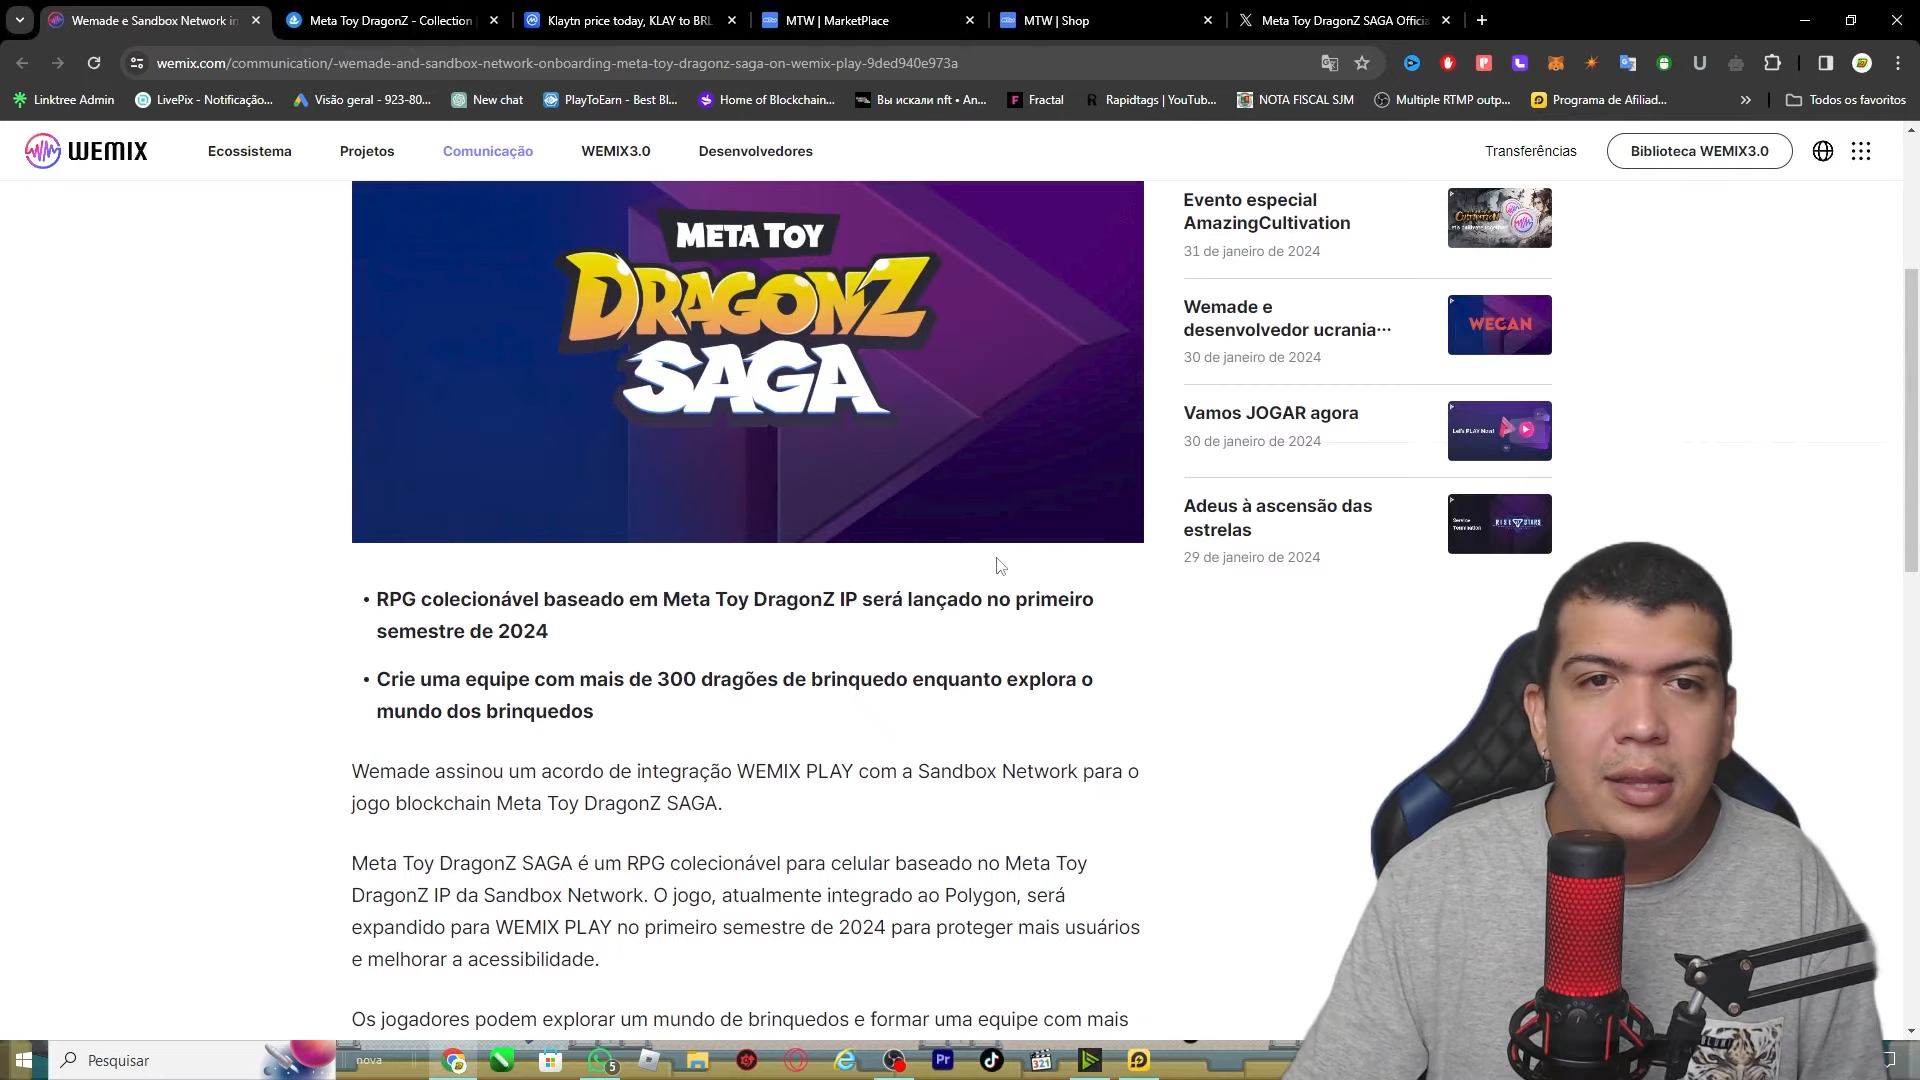 Wemade e Sandbox Network in
Meta Toy DragonZ - Collection
Klaytn price today, KLAY to BRL
MTW | MarketPlace
MTW | Shop
Meta Toy DragonZ SAGA Officia
wemix.com/communication/-wemade-and-sandbox-network-onboarding-meta-toy-dragonz-saga-on-wemix-play-9ded940e973a
Linktree Admin
LivePix - Notificação...
Visão geral - 923-80...
New chat
PlayToEarn - Best Bl...
Home of Blockchain...
Вы искали nft • An...
Fractal
Rapidtags | YouTub...
NOTA FISCAL SJM
Multiple RTMP outp...
Programa de Afiliad...
Todos os favoritos
WEMIX
Ecossistema
Projetos
Comunicação
WEMIX3.0
Desenvolvedores
Transferências
Biblioteca WEMIX3.0
META TOY
DRAGONZ
SAGA
Evento especial
AmazingCultivation
31 de janeiro de 2024
Wemade e
desenvolvedor ucrania···
30 de janeiro de 2024
WEGAN
Vamos JOGAR agora
30 de janeiro de 2024
Let's PLAY Now!
Adeus à ascensão das
estrelas
29 de janeiro de 2024
Service
Termination
• RPG colecionável baseado em Meta Toy DragonZ IP será lançado no primeiro
semestre de 2024
• Crie uma equipe com mais de 300 dragões de brinquedo enquanto explora o
mundo dos brinquedos
Wemade assinou um acordo de integração WEMIX PLAY com a Sandbox Network para o
jogo blockchain Meta Toy DragonZ SAGA.
Meta Toy DragonZ SAGA é um RPG colecionável para celular baseado no Meta Toy
DragonZ IP da Sandbox Network. O jogo, atualmente integrado ao Polygon, será
expandido para WEMIX PLAY no primeiro semestre de 2024 para proteger mais usuários
e melhorar a acessibilidade.
Os jogadores podem explorar um mundo de brinquedos e formar uma equipe com mais
Pesquisar
nova
5
Pr
321